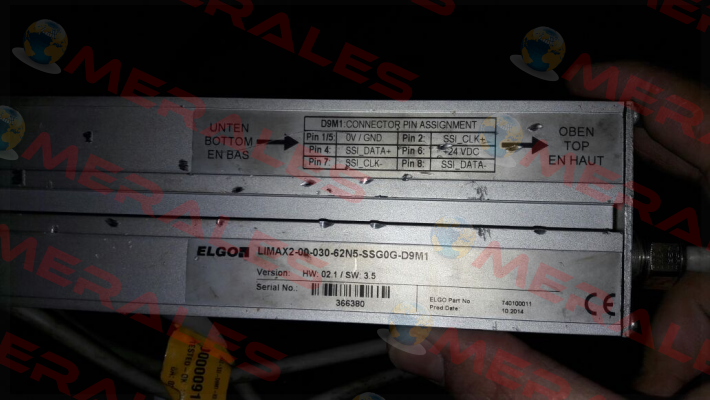 OMERALES
UNTEN
BOTTOM
EN BAS
D9M1:CONNECTOR PIN ASSIGNMENT
Pin 1/5: 0V / GND Pin 2: SSI_CLK+
Pin 4: SSI_DATA+ Pin 6: +24 VDC
Pin 7: SSI_CLK- Pin 8: SSI_DATA-
OBEN
TOP
EN HAUT
ELGO
LIMAX2-00-030-62N5-SSG0G-D9M1
Version: HW: 02.1 / SW: 3.5
Serial No.:
366380
ELGO Part No 740100011
Prod Date: 10.2014
CE